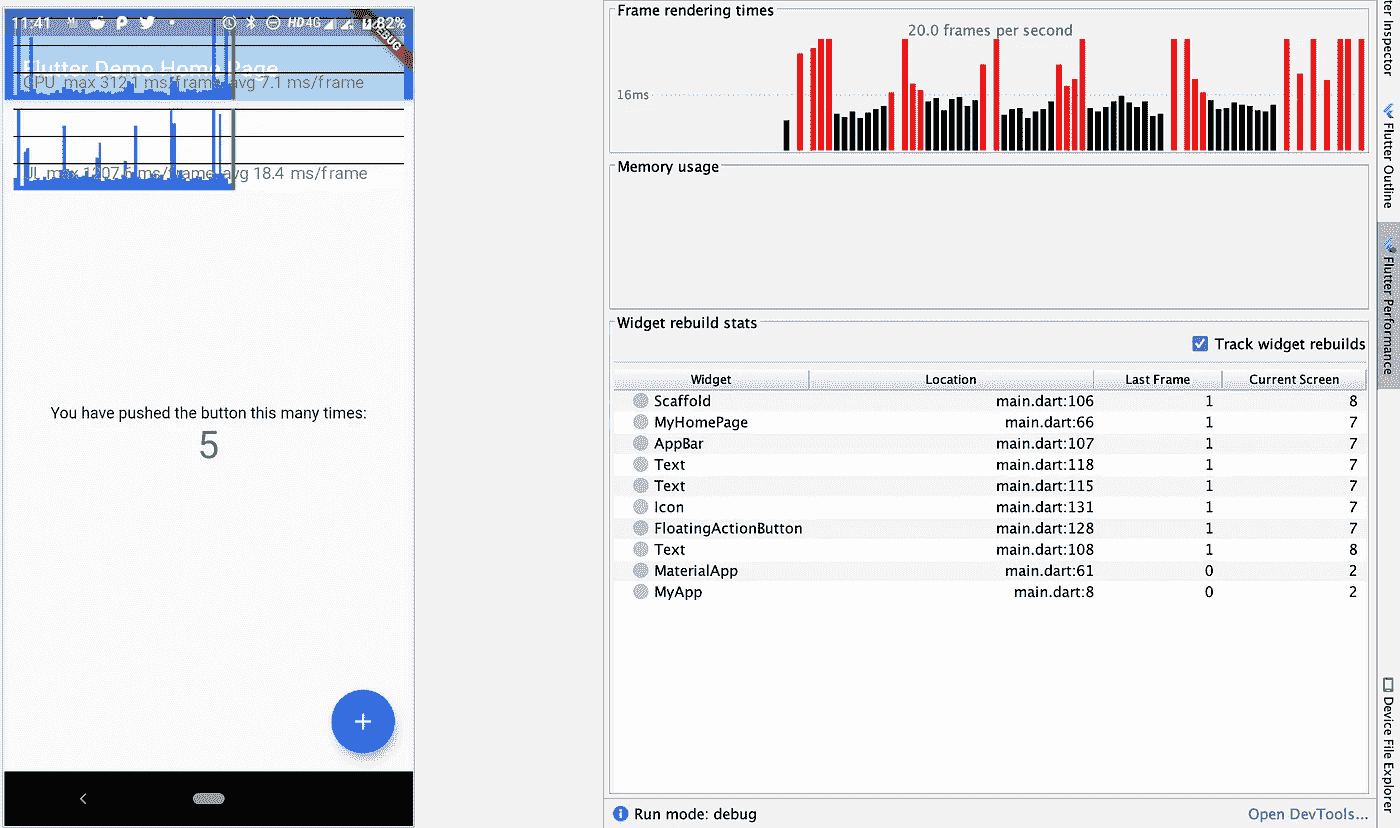 11:41 HD4G 82%
DEBUG
Flutter Demo Home Page
GPU max 312.1 ms/frame, avg 7.1 ms/frame
UI max 1207.6 ms/frame, avg 18.4 ms/frame
You have pushed the button this many times:
5
+
Frame rendering times
20.0 frames per second
16ms
Memory usage
Widget rebuild stats
Track widget rebuilds
Widget Location Last Frame Current Screen
Scaffold main.dart:106 1 8
MyHomePage main.dart:66 1 7
AppBar main.dart:107 1 7
Text main.dart:118 1 7
Text main.dart:115 1 7
Icon main.dart:131 1 7
FloatingActionButton main.dart:128 1 7
Text main.dart:108 1 8
MaterialApp main.dart:61 0 2
MyApp main.dart:8 0 2
Run mode: debug
Open DevTools...
ter Inspector
Flutter Outline
Flutter Performance
Device File Explorer